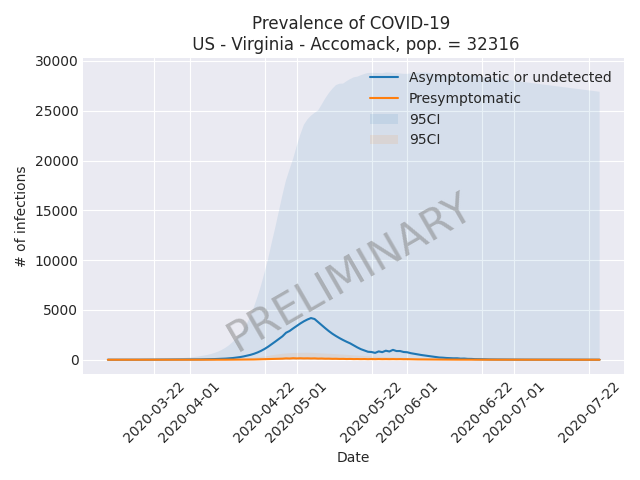 Prevalence of COVID-19
US - Virginia - Accomack, pop. = 32316
30000
25000
20000
15000
10000
5000
0
# of infections
Asymptomatic or undetected
Presymptomatic
95CI
95CI
PRELIMINARY
2020-03-22
2020-04-01
2020-04-22
2020-05-01
2020-05-22
2020-06-01
2020-06-22
2020-07-01
2020-07-22
Date